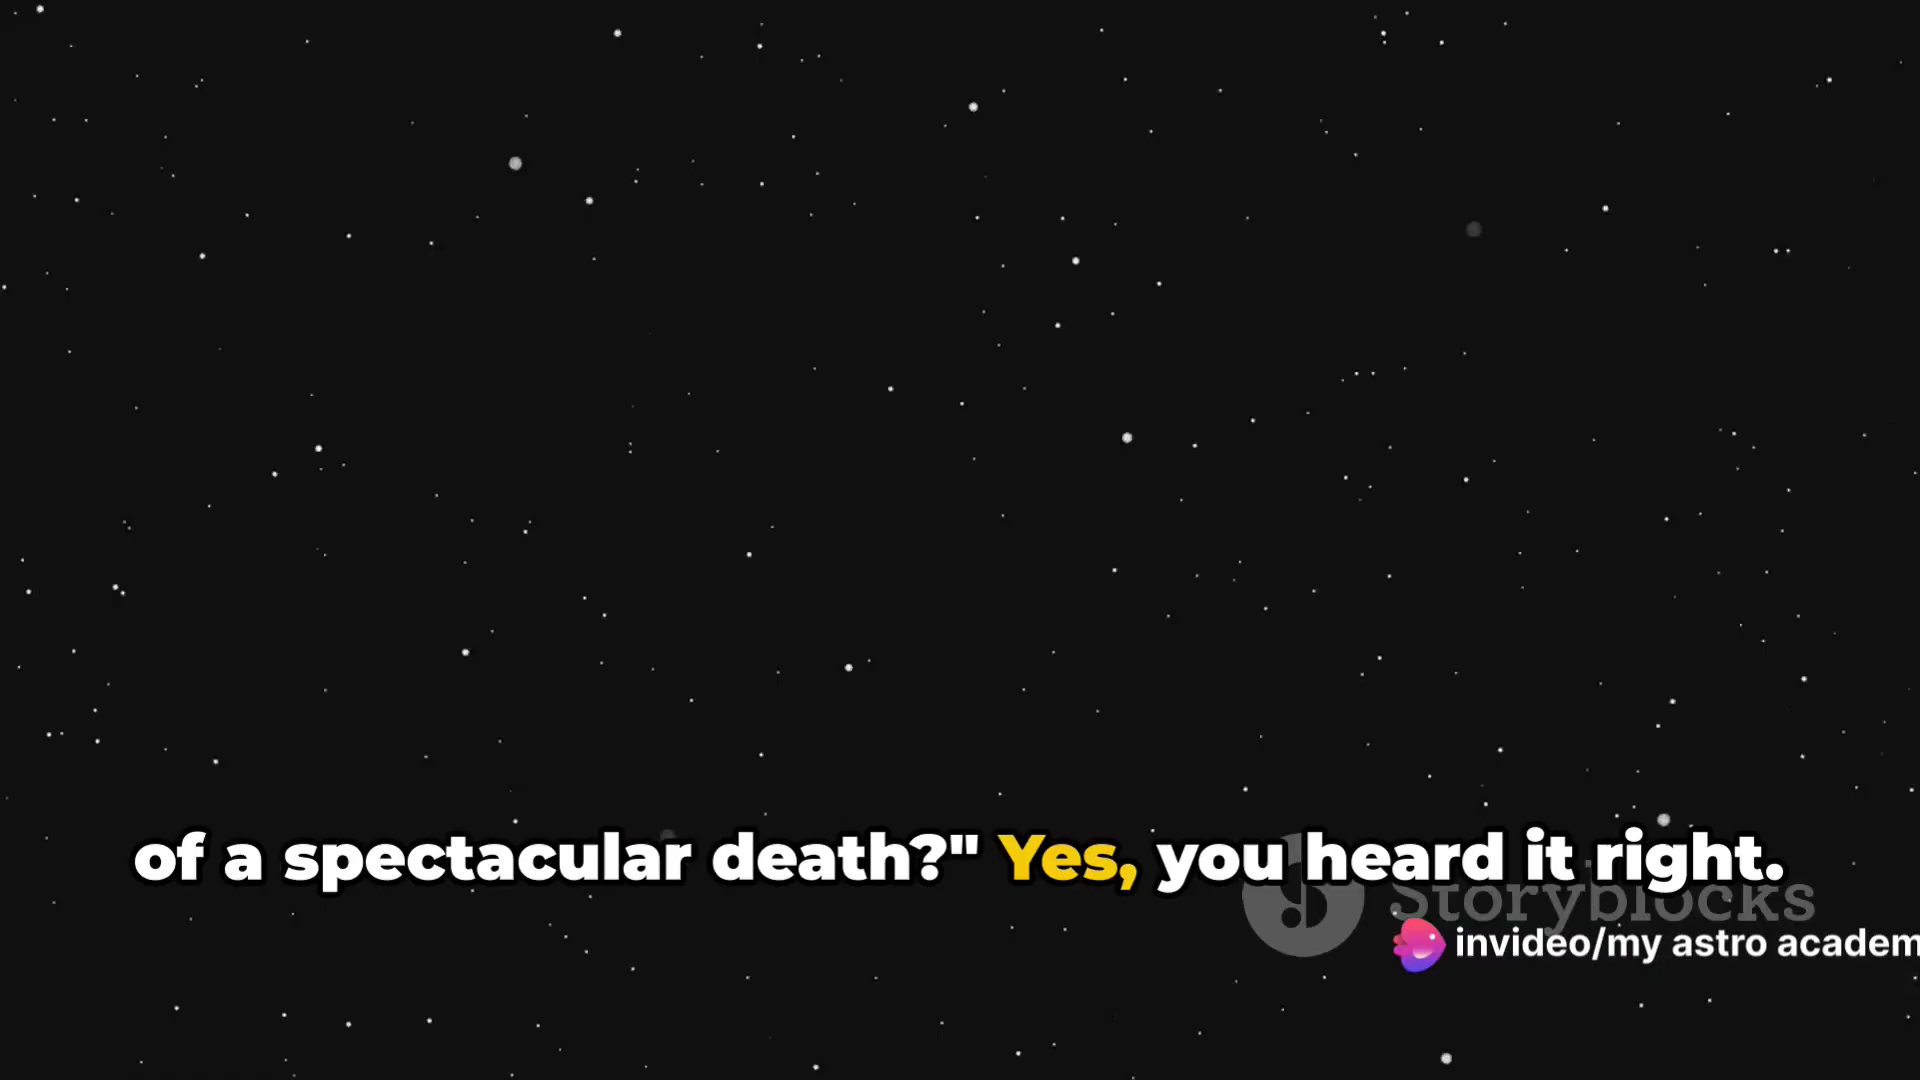 of a spectacular death?" Yes, you heard it right.
Storyblocks
invideo/my astro academ